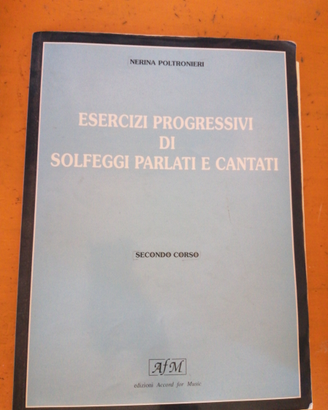 NERINA POLTRONIERI
ESERCIZI PROGRESSIVI
DI
SOLFEGGI PARLATI E CANTATI
SECONDO CORSO
AfM
edizioni Accord for Music